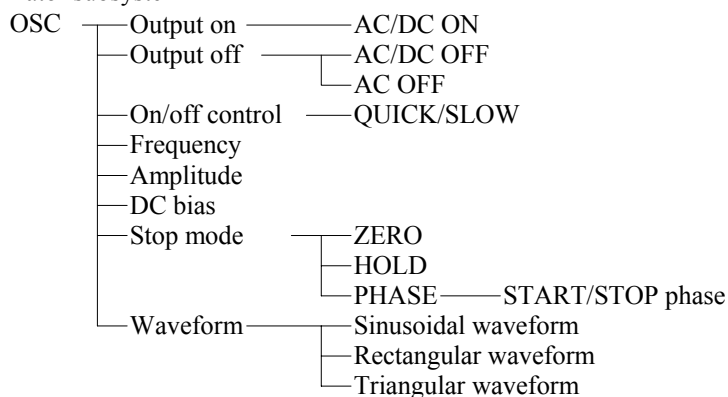 OSC Output on AC/DC ON
Output off AC/DC OFF
AC OFF
On/off control QUICK/SLOW
Frequency
Amplitude
DC bias
Stop mode ZERO
HOLD
PHASE START/STOP phase
Waveform Sinusoidal waveform
Rectangular waveform
Triangular waveform